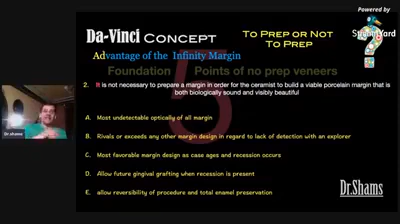 Powered by
StreamYard
Da-Vinci CONCEPT
TO PREP OR NOT
TO PREP
?
Advantage of the Infinity Margin
5
Foundation Points of no prep veneers
2. It is not necessary to prepare a margin in order for the ceramist to build a viable porcelain margin that is
both biologically sound and visibly beautiful
A. Most undetectable optically of all margin
B. Rivals or exceeds any other margin design in regard to lack of detection with an explorer
C. Most favorable margin design as case ages and recession occurs
D. Allow future gingival grafting when recession is present
E. allow reversibility of procedure and total enamel preservation
Dr.shams
Dr.Shams